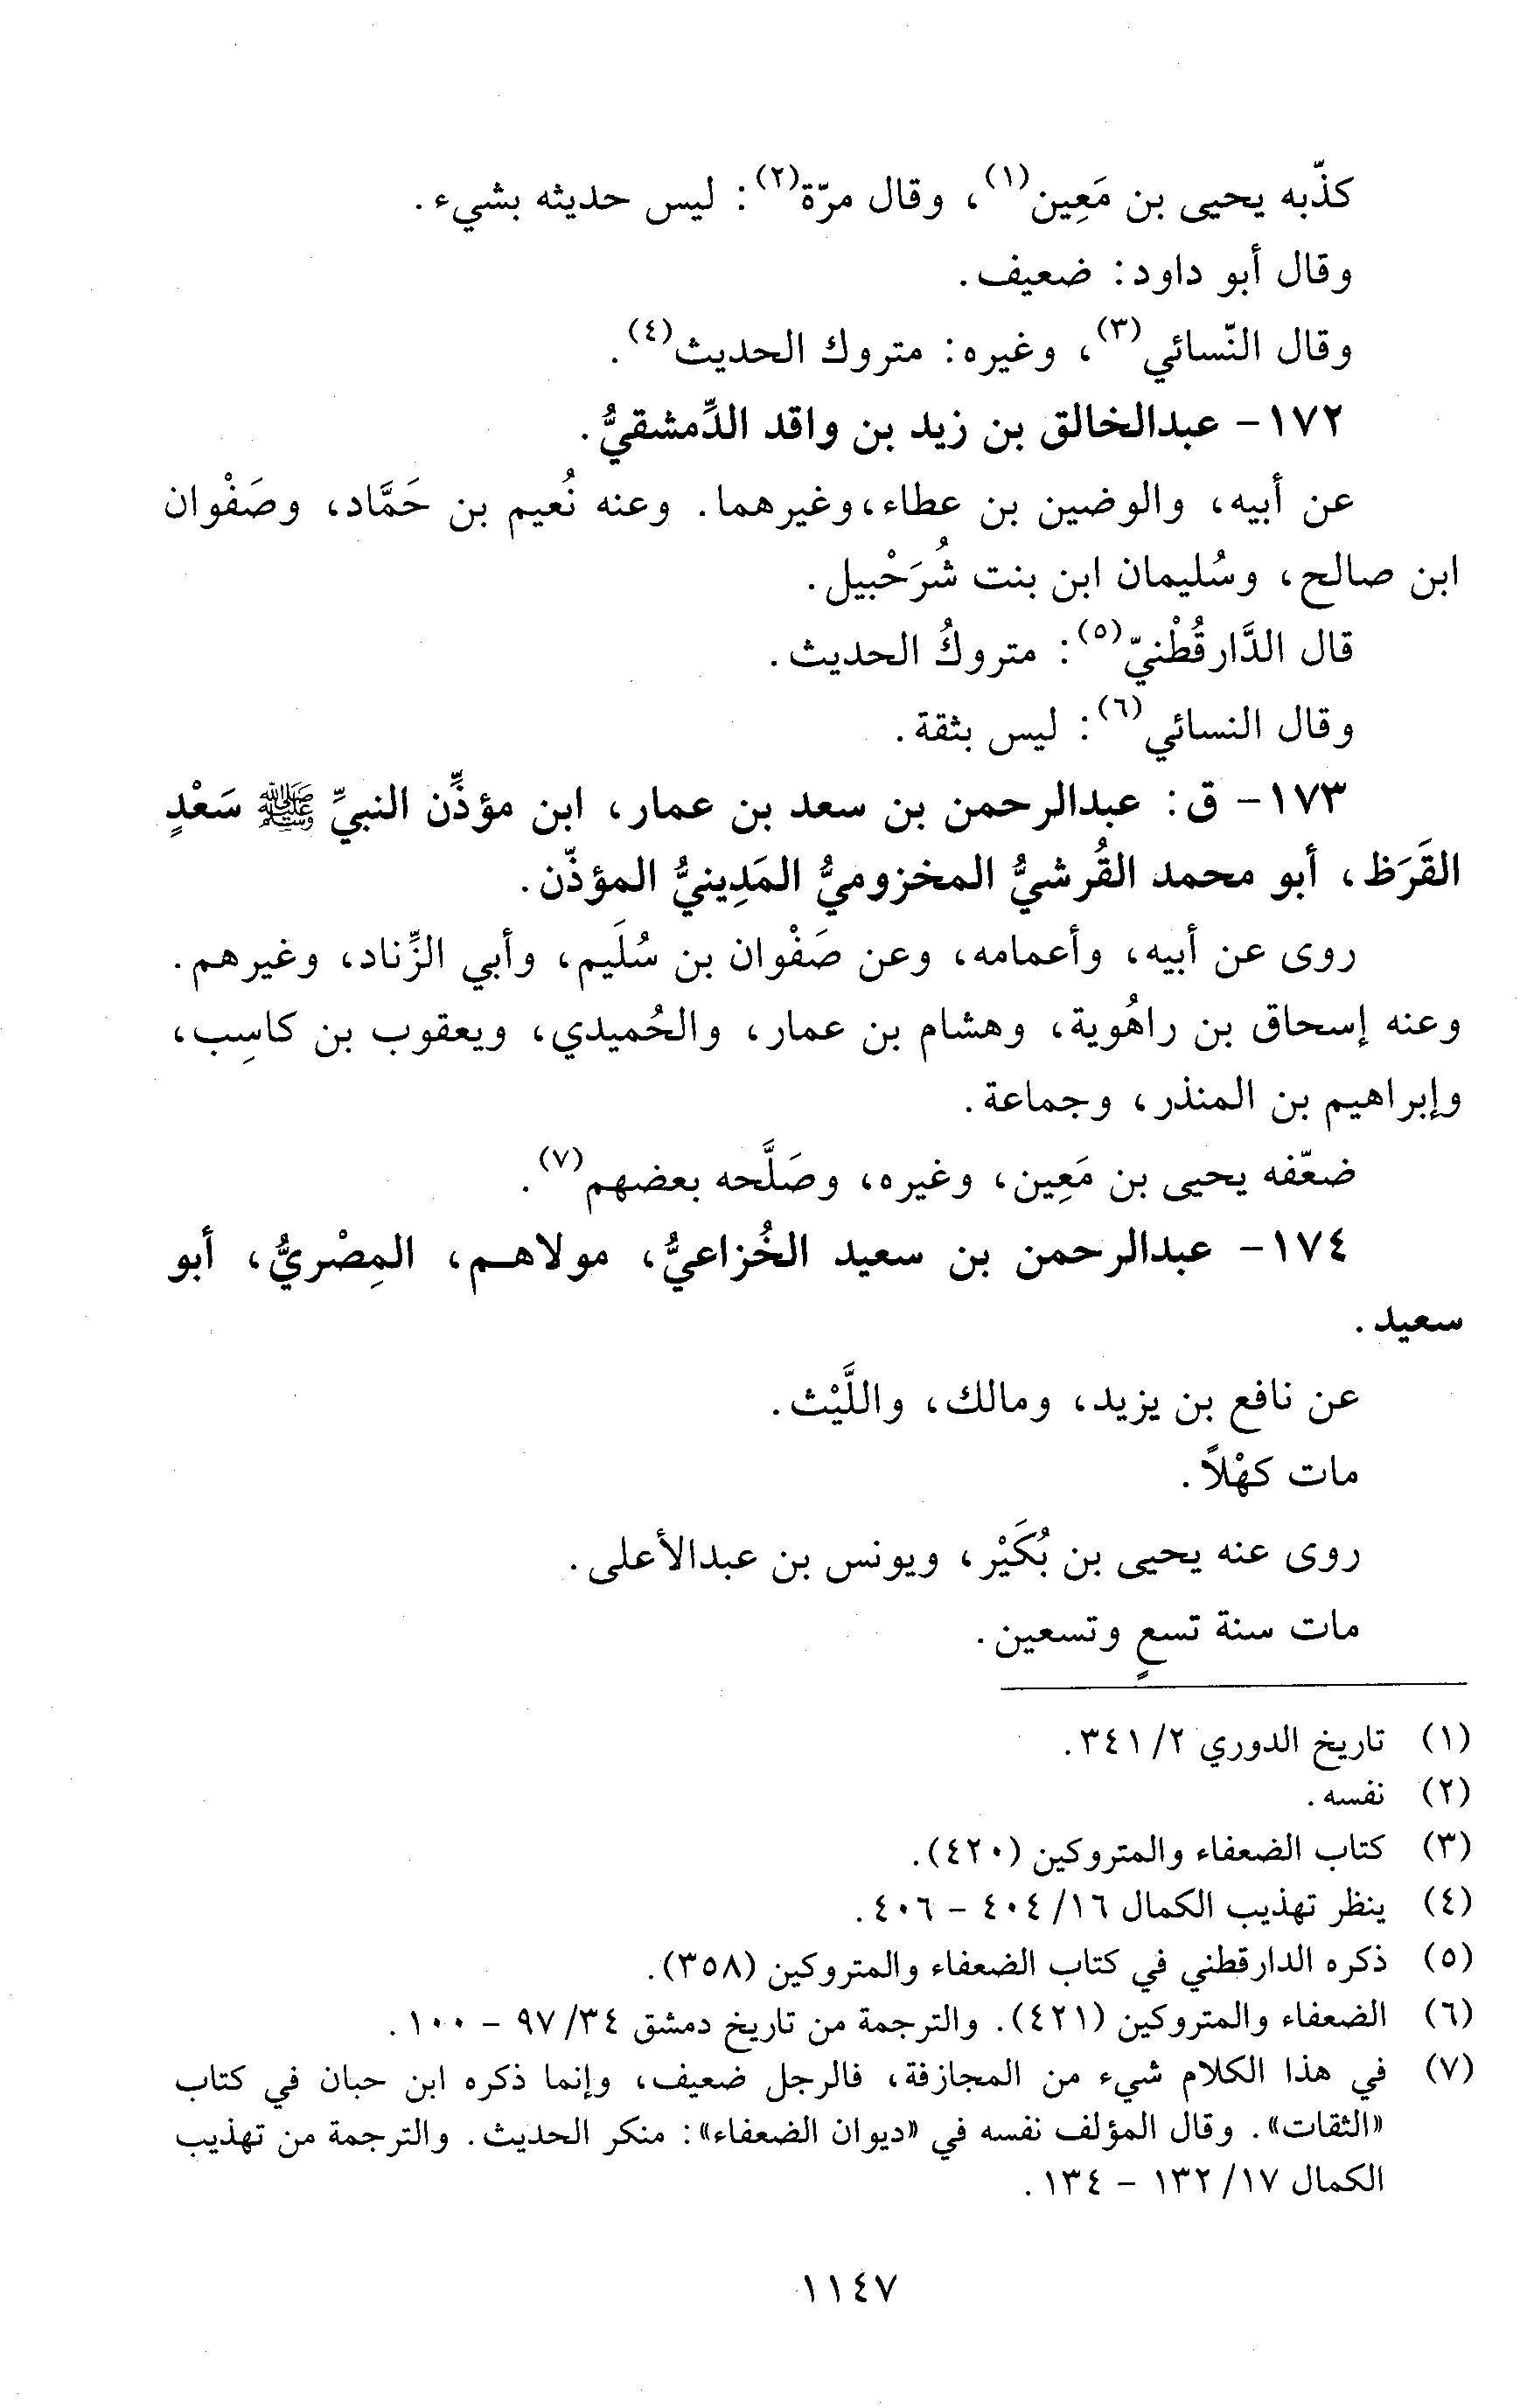 كذّبه يحيى بن مَعِين(١)، وقال مرّة(٢): ليس حديثه بشيء.
وقال أبو داود: ضعيف.
وقال النّسائي(٣)، وغيره: متروك الحديث(٤).
١٧٢- عبدالخالق بن زيد بن واقد الدِّمشقيُّ.
عن أبيه، والوضين بن عطاء،وغيرهما. وعنه نُعيم بن حَمَّاد، وصَفْوان
ابن صالح، وسُليمان ابن بنت شُرَحْبيل.
قال الدَّارقُطْنيّ(٥): متروكُ الحديث.
وقال النسائي(٦): ليس بثقة.
١٧٣- ق: عبدالرحمن بن سعد بن عمار، ابن مؤذِّن النبيِّ ﷺ سَعْدٍ
القَرَظ، أبو محمد القُرشيُّ المخزوميُّ المَدِينيُّ المؤذّن.
روى عن أبيه، وأعمامه، وعن صَفْوان بن سُلَيم، وأبي الزِّناد، وغيرهم.
وعنه إسحاق بن راهُوية، وهشام بن عمار، والحُميدي، ويعقوب بن كاسِب،
وإبراهيم بن المنذر، وجماعة.
ضعّفه يحيى بن مَعِين، وغيره، وصَلَّحه بعضهم(٧).
١٧٤- عبدالرحمن بن سعيد الخُزاعيُّ، مولاهـم، المِصْريُّ، أبو
سعيد.
عن نافع بن يزيد، ومالك، واللَّيْث.
مات كهْلاً.
روى عنه يحيى بن بُكَيْر، ويونس بن عبدالأعلى.
مات سنة تسعٍ وتسعين.
(١) تاريخ الدوري ٢/ ٣٤١.
(٢) نفسه.
(٣) كتاب الضعفاء والمتروكين (٤٢٠).
(٤) ينظر تهذيب الكمال ١٦/ ٤٠٤ - ٤٠٦.
(٥) ذكره الدارقطني في كتاب الضعفاء والمتروكين (٣٥٨).
(٦) الضعفاء والمتروكين (٤٢١). والترجمة من تاريخ دمشق ٣٤/ ٩٧ - ١٠٠.
(٧) في هذا الكلام شيء من المجازفة، فالرجل ضعيف، وإنما ذكره ابن حبان في كتاب
«الثقات». وقال المؤلف نفسه في «ديوان الضعفاء»: منكر الحديث. والترجمة من تهذيب
الكمال ١٧/ ١٣٢ - ١٣٤.
١١٤٧